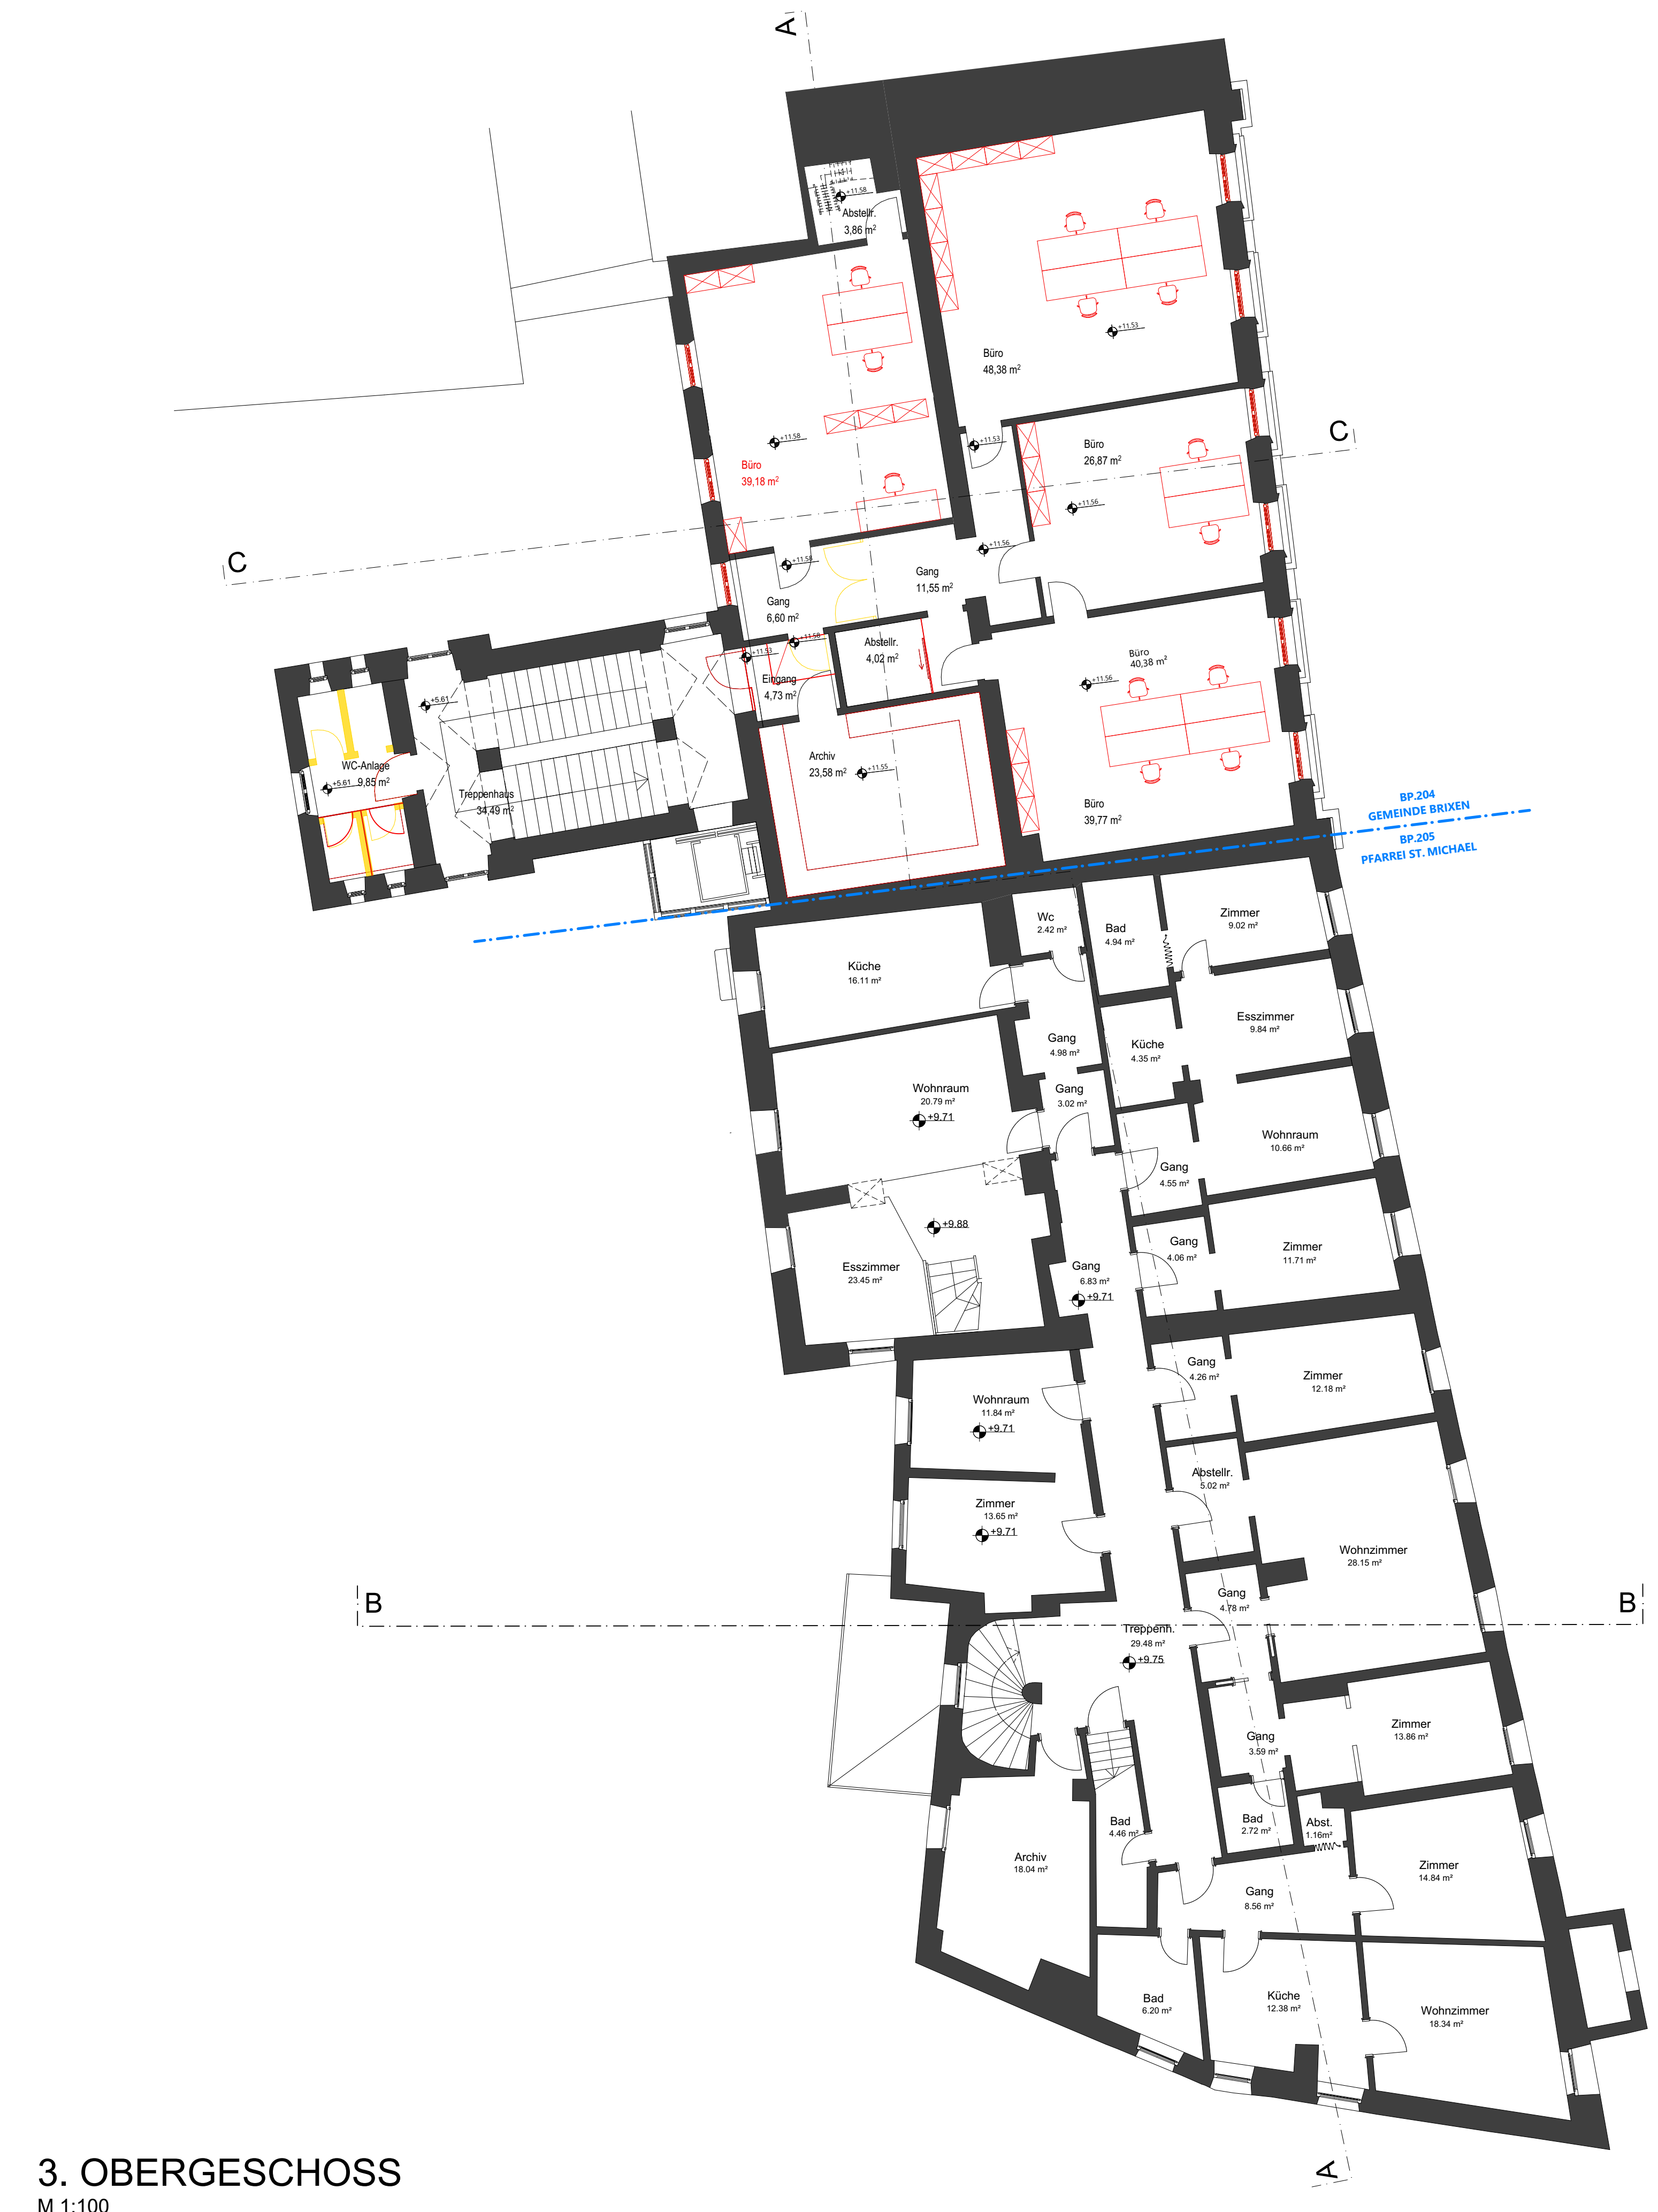 A
+11.58
Abstellr.
3,86 m²
+11.53
Büro
48,38 m²
+11.58
Büro
39,18 m²
+11.53
Büro
26,87 m²
C
+11.56
+11.56
C
+11.58
Gang
11,55 m²
Gang
6,60 m²
+11.58
Abstellr.
4,02 m²
+11.53
Eingang
4,73 m²
Büro
40,38 m²
+11.56
+5.61
WC-Anlage
9,85 m²
+5.61
Treppenhaus
34,49 m²
Archiv
23,58 m²
+11.55
Büro
39,77 m²
BP.204
GEMEINDE BRIXEN
BP.205
PFARREI ST. MICHAEL
Wc
2.42 m²
Bad
4.94 m²
Zimmer
9.02 m²
Küche
16.11 m²
Esszimmer
9.84 m²
Gang
4.98 m²
Küche
4.35 m²
Wohnraum
20.79 m²
+9.71
Gang
3.02 m²
Wohnraum
10.66 m²
Gang
4.55 m²
+9.88
Gang
4.06 m²
Zimmer
11.71 m²
Esszimmer
23.45 m²
Gang
6.83 m²
+9.71
Gang
4.26 m²
Zimmer
12.18 m²
Wohnraum
11.84 m²
+9.71
Abstellr.
5.02 m²
Zimmer
13.65 m²
+9.71
Wohnzimmer
28.15 m²
B
Gang
4.78 m²
B
Treppenh.
29.48 m²
+9.75
Zimmer
13.86 m²
Gang
3.59 m²
Bad
4.46 m²
Bad
2.72 m²
Abst.
1.16m²
Archiv
18.04 m²
Zimmer
14.84 m²
Gang
8.56 m²
Bad
6.20 m²
Küche
12.38 m²
Wohnzimmer
18.34 m²
A
3. OBERGESCHOSS
M 1:100